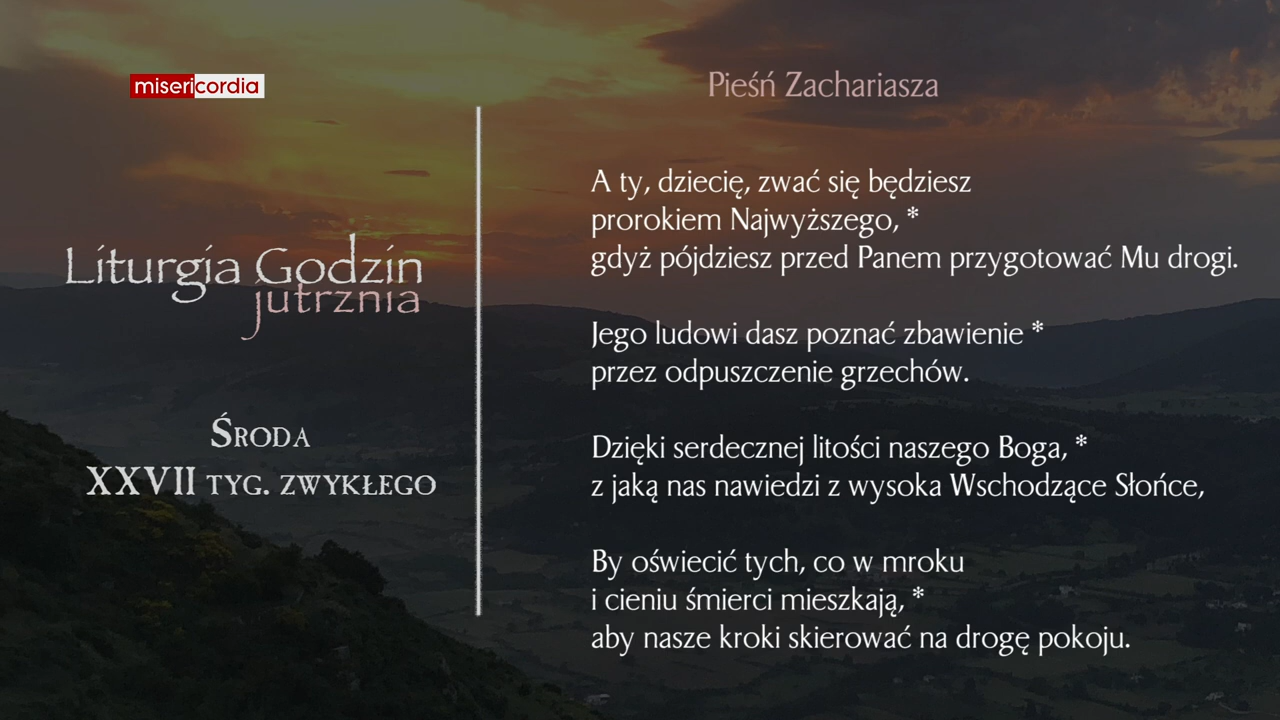 misericordia
Liturgia Godzin
jutrznia
Środa
XXVII tyg. zwykłego
Pieśń Zachariasza
A ty, dziecię, zwać się będziesz
prorokiem Najwyższego, *
gdyż pójdziesz przed Panem przygotować Mu drogi.
Jego ludowi dasz poznać zbawienie *
przez odpuszczenie grzechów.
Dzięki serdecznej litości naszego Boga, *
z jaką nas nawiedzi z wysoka Wschodzące Słońce,
By oświecić tych, co w mroku
i cieniu śmierci mieszkają, *
aby nasze kroki skierować na drogę pokoju.